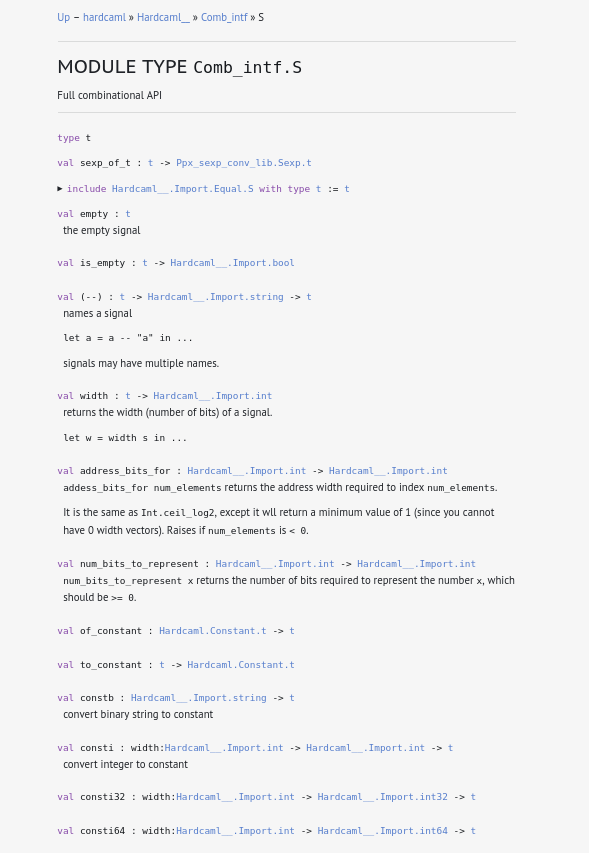 Up – hardcaml » Hardcaml__ » Comb_intf » S
MODULE TYPE Comb_intf.S
Full combinational API
type t
val sexp_of_t : t -> Ppx_sexp_conv_lib.Sexp.t
▶ include Hardcaml__.Import.Equal.S with type t := t
val empty : t
the empty signal
val is_empty : t -> Hardcaml__.Import.bool
val (--) : t -> Hardcaml__.Import.string -> t
names a signal
let a = a -- "a" in ...
signals may have multiple names.
val width : t -> Hardcaml__.Import.int
returns the width (number of bits) of a signal.
let w = width s in ...
val address_bits_for : Hardcaml__.Import.int -> Hardcaml__.Import.int
addess_bits_for num_elements returns the address width required to index num_elements.
It is the same as Int.ceil_log2, except it wll return a minimum value of 1 (since you cannot
have 0 width vectors). Raises if num_elements is < 0.
val num_bits_to_represent : Hardcaml__.Import.int -> Hardcaml__.Import.int
num_bits_to_represent x returns the number of bits required to represent the number x, which
should be >= 0.
val of_constant : Hardcaml.Constant.t -> t
val to_constant : t -> Hardcaml.Constant.t
val constb : Hardcaml__.Import.string -> t
convert binary string to constant
val consti : width:Hardcaml__.Import.int -> Hardcaml__.Import.int -> t
convert integer to constant
val consti32 : width:Hardcaml__.Import.int -> Hardcaml__.Import.int32 -> t
val consti64 : width:Hardcaml__.Import.int -> Hardcaml__.Import.int64 -> t